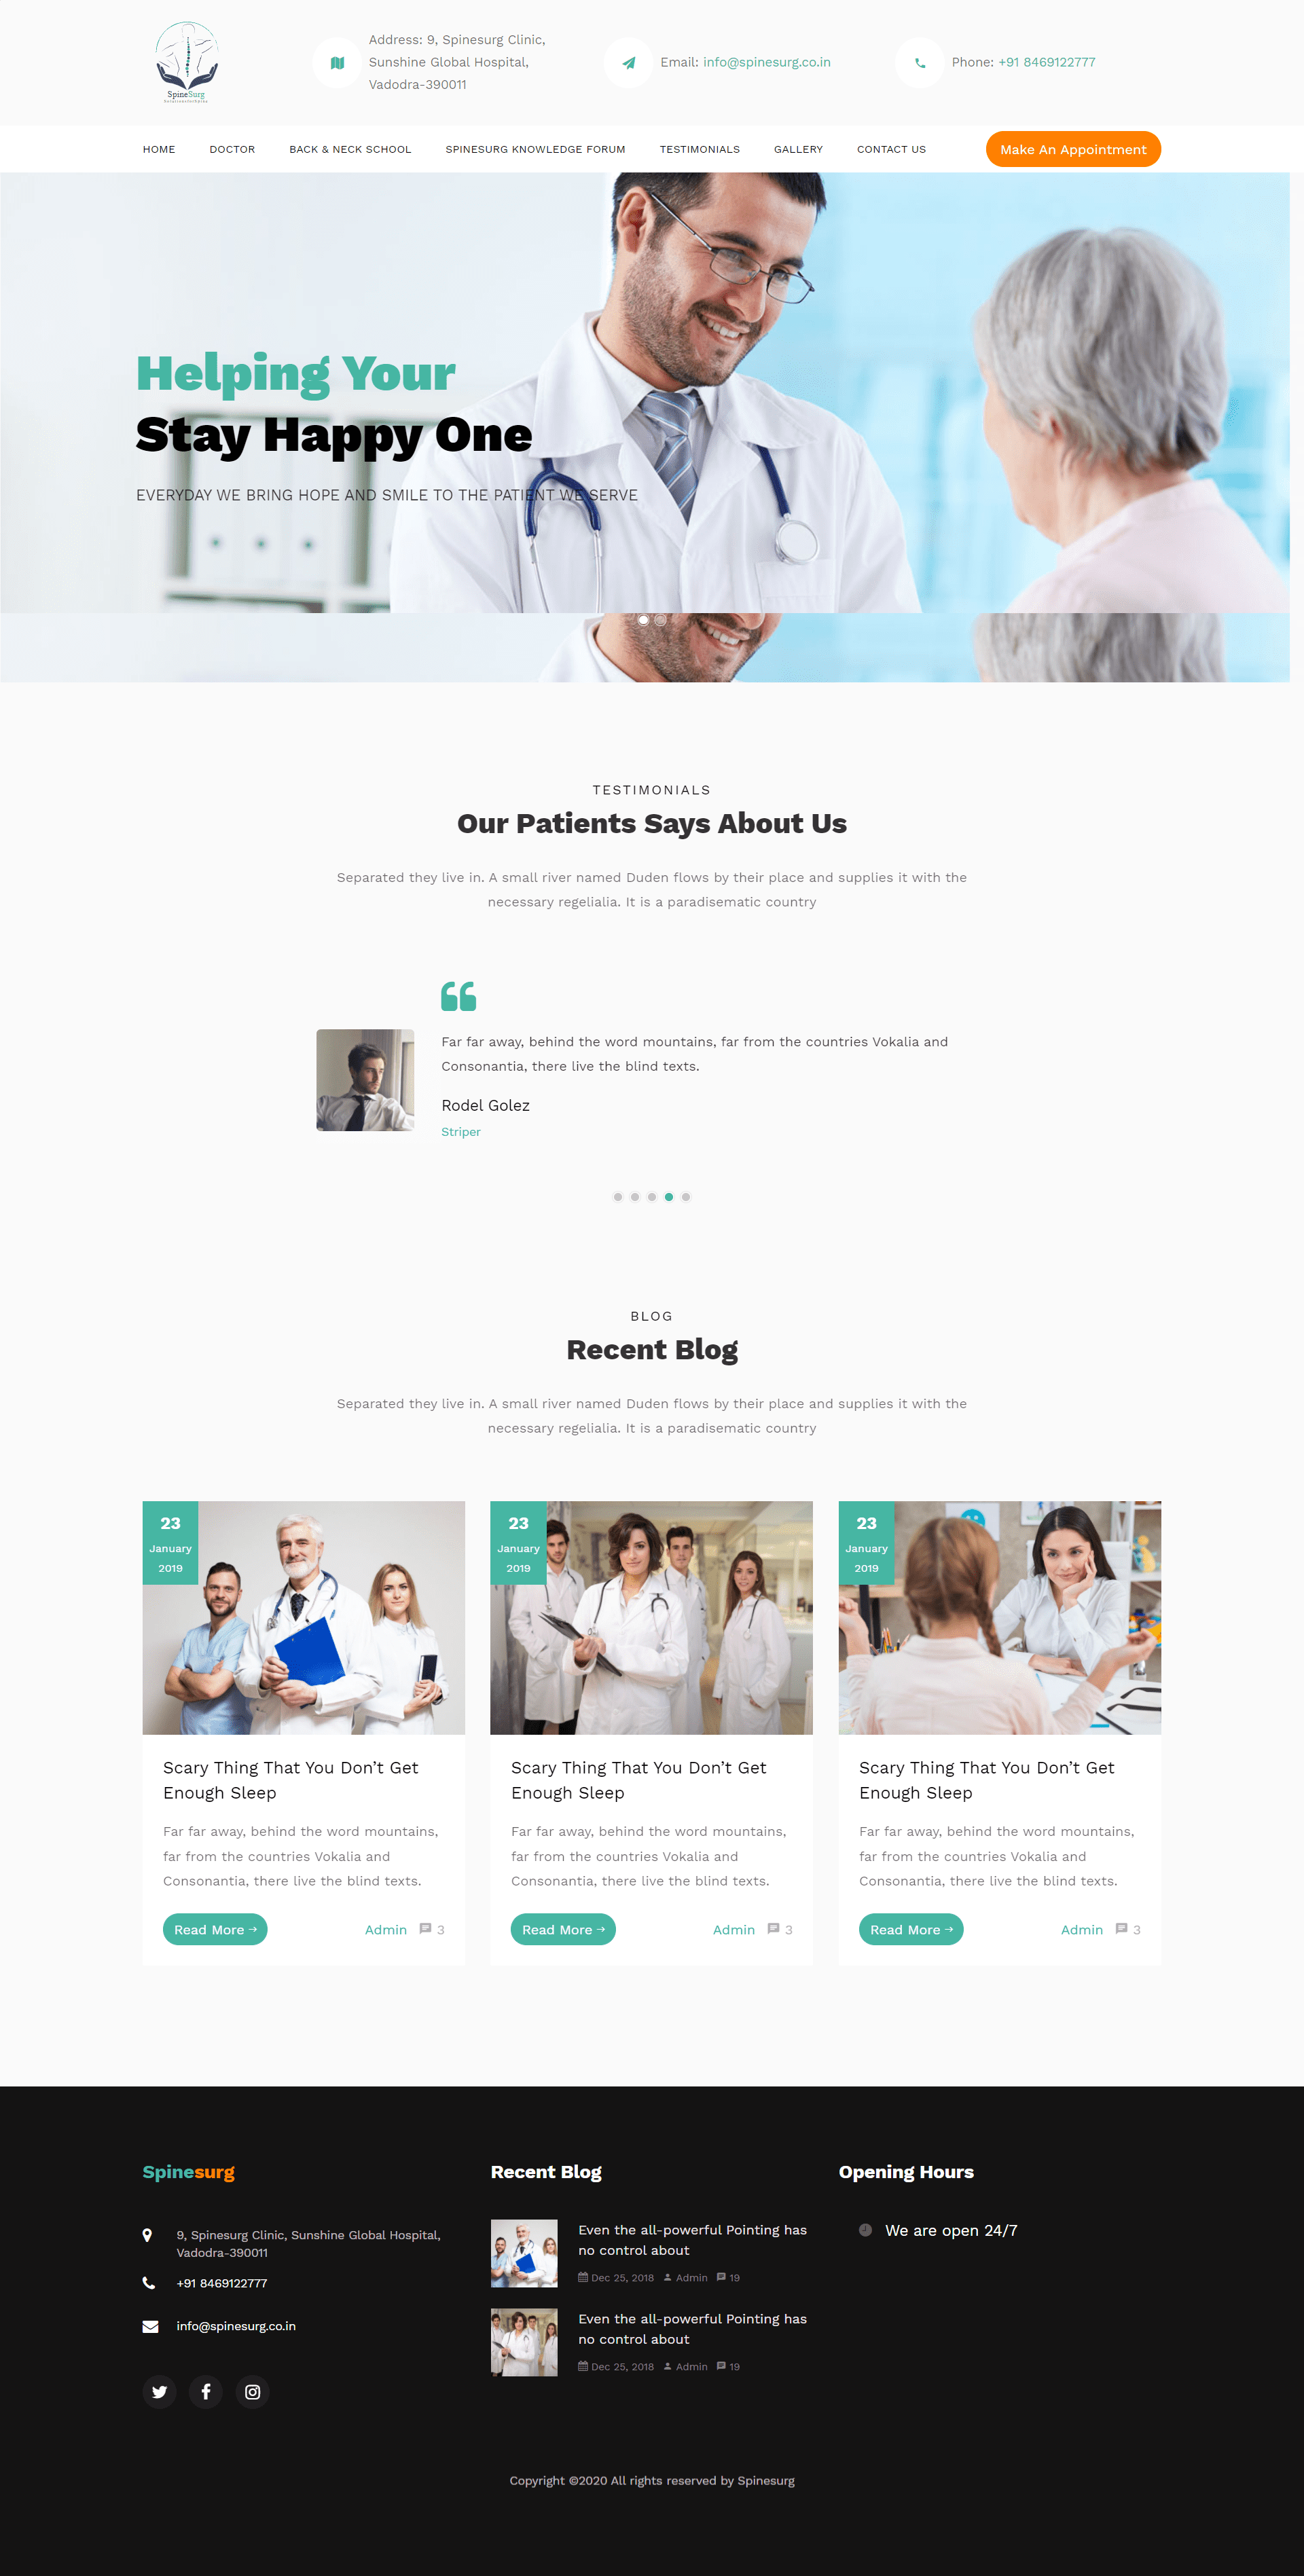 SpineSurg
Address: 9, Spinesurg Clinic,
Sunshine Global Hospital,
Vadodra-390011
Email: info@spinesurg.co.in
Phone: +91 8469122777
HOME
DOCTOR
BACK & NECK SCHOOL
SPINESURG KNOWLEDGE FORUM
TESTIMONIALS
GALLERY
CONTACT US
Make An Appointment
Helping Your
Stay Happy One
EVERYDAY WE BRING HOPE AND SMILE TO THE PATIENT WE SERVE
TESTIMONIALS
Our Patients Says About Us
Separated they live in. A small river named Duden flows by their place and supplies it with the
necessary regelialia. It is a paradisematic country
Far far away, behind the word mountains, far from the countries Vokalia and
Consonantia, there live the blind texts.
Rodel Golez
Striper
BLOG
Recent Blog
Separated they live in. A small river named Duden flows by their place and supplies it with the
necessary regelialia. It is a paradisematic country
23
January
2019
Scary Thing That You Don’t Get
Enough Sleep
Far far away, behind the word mountains,
far from the countries Vokalia and
Consonantia, there live the blind texts.
Read More
Admin 3
23
January
2019
Scary Thing That You Don’t Get
Enough Sleep
Far far away, behind the word mountains,
far from the countries Vokalia and
Consonantia, there live the blind texts.
Read More
Admin 3
23
January
2019
Scary Thing That You Don’t Get
Enough Sleep
Far far away, behind the word mountains,
far from the countries Vokalia and
Consonantia, there live the blind texts.
Read More
Admin 3
Spinesurg
9, Spinesurg Clinic, Sunshine Global Hospital,
Vadodra-390011
+91 8469122777
info@spinesurg.co.in
Recent Blog
Even the all-powerful Pointing has
no control about
Dec 25, 2018 Admin 19
Even the all-powerful Pointing has
no control about
Dec 25, 2018 Admin 19
Opening Hours
We are open 24/7
Copyright ©2020 All rights reserved by Spinesurg